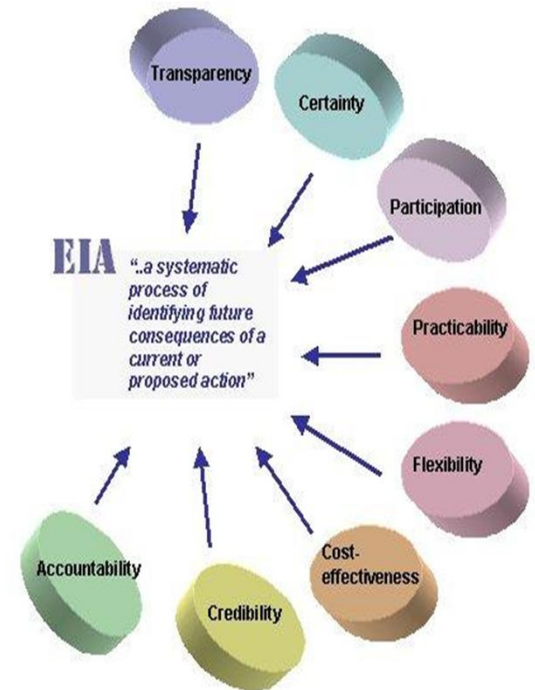 Transparency
Certainty
Participation
EIA
“..a systematic
process of
identifying future
consequences of a
current or
proposed action”
Practicability
Flexibility
Cost-
effectiveness
Accountability
Credibility